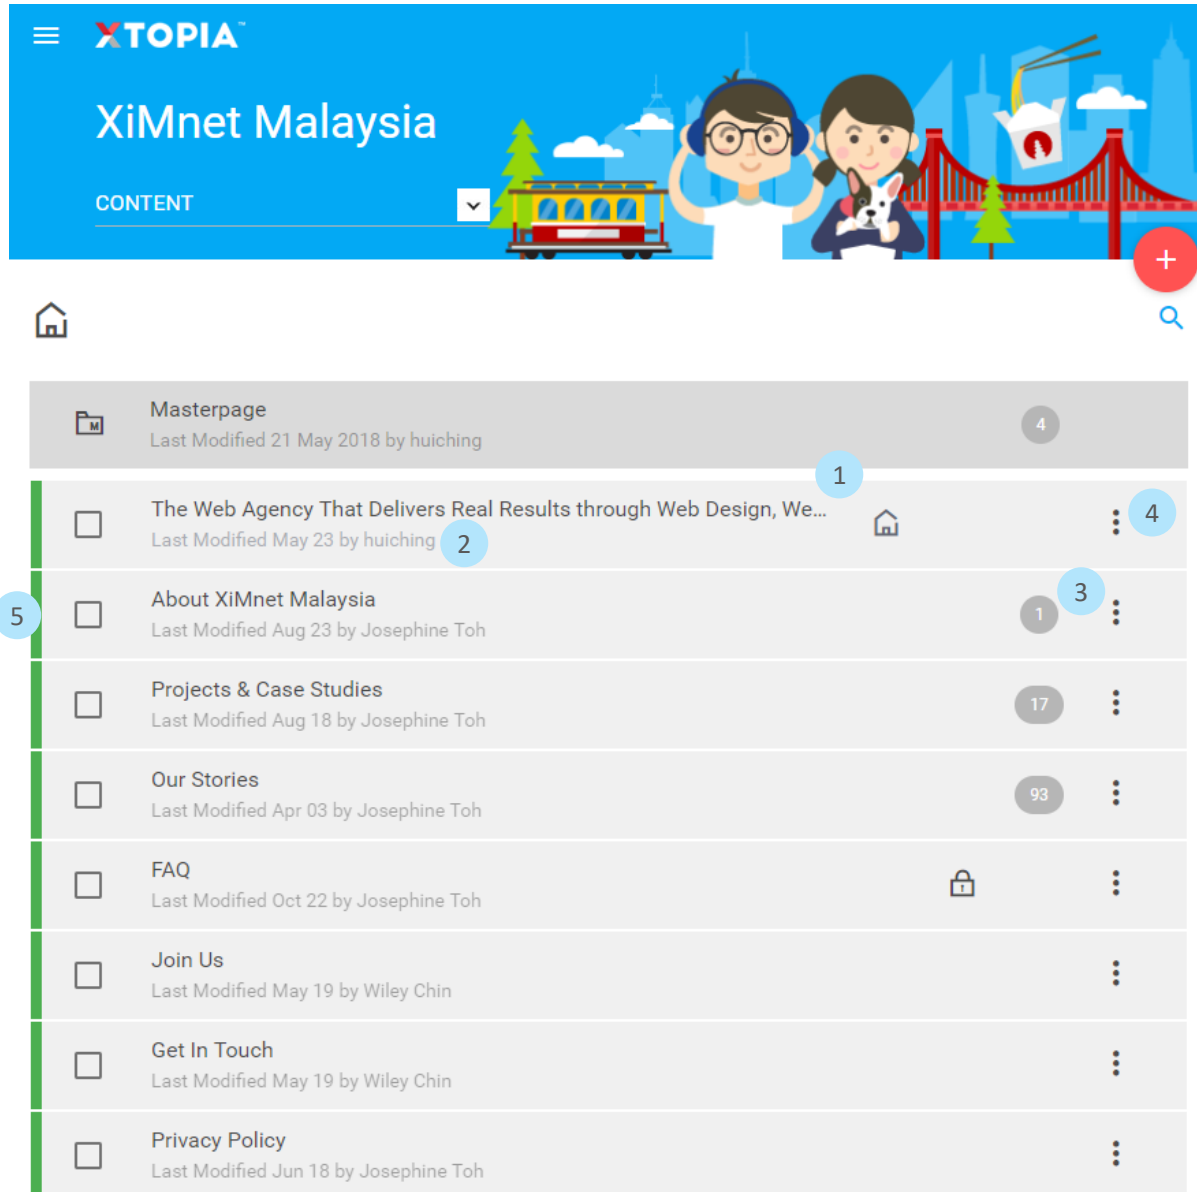 XTOPIA™
XiMnet Malaysia
CONTENT
+
M
Masterpage
Last Modified 21 May 2018 by huiching
4
1
The Web Agency That Delivers Real Results through Web Design, We...
Last Modified May 23 by huiching
2
4
5
About XiMnet Malaysia
Last Modified Aug 23 by Josephine Toh
1
3
Projects & Case Studies
Last Modified Aug 18 by Josephine Toh
17
Our Stories
Last Modified Apr 03 by Josephine Toh
93
FAQ
Last Modified Oct 22 by Josephine Toh
Join Us
Last Modified May 19 by Wiley Chin
Get In Touch
Last Modified May 19 by Wiley Chin
Privacy Policy
Last Modified Jun 18 by Josephine Toh